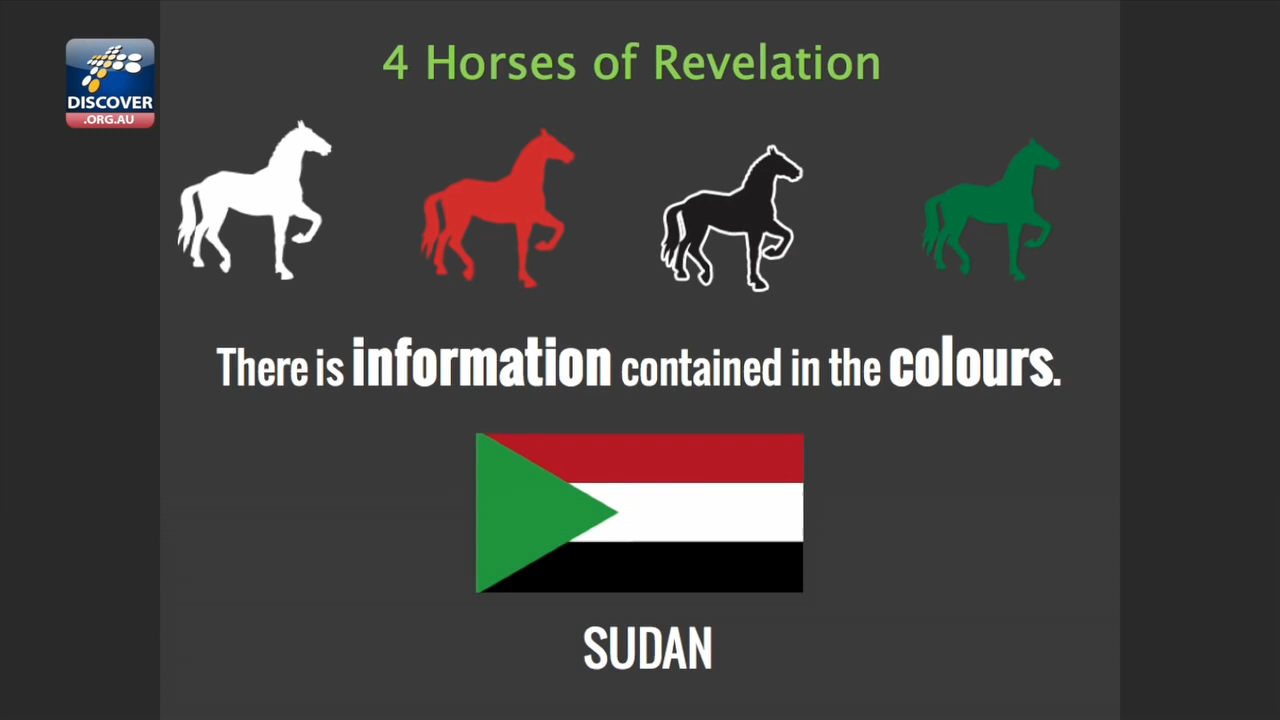 DISCOVER
.ORG.AU
4 Horses of Revelation
There is information contained in the colours.
SUDAN